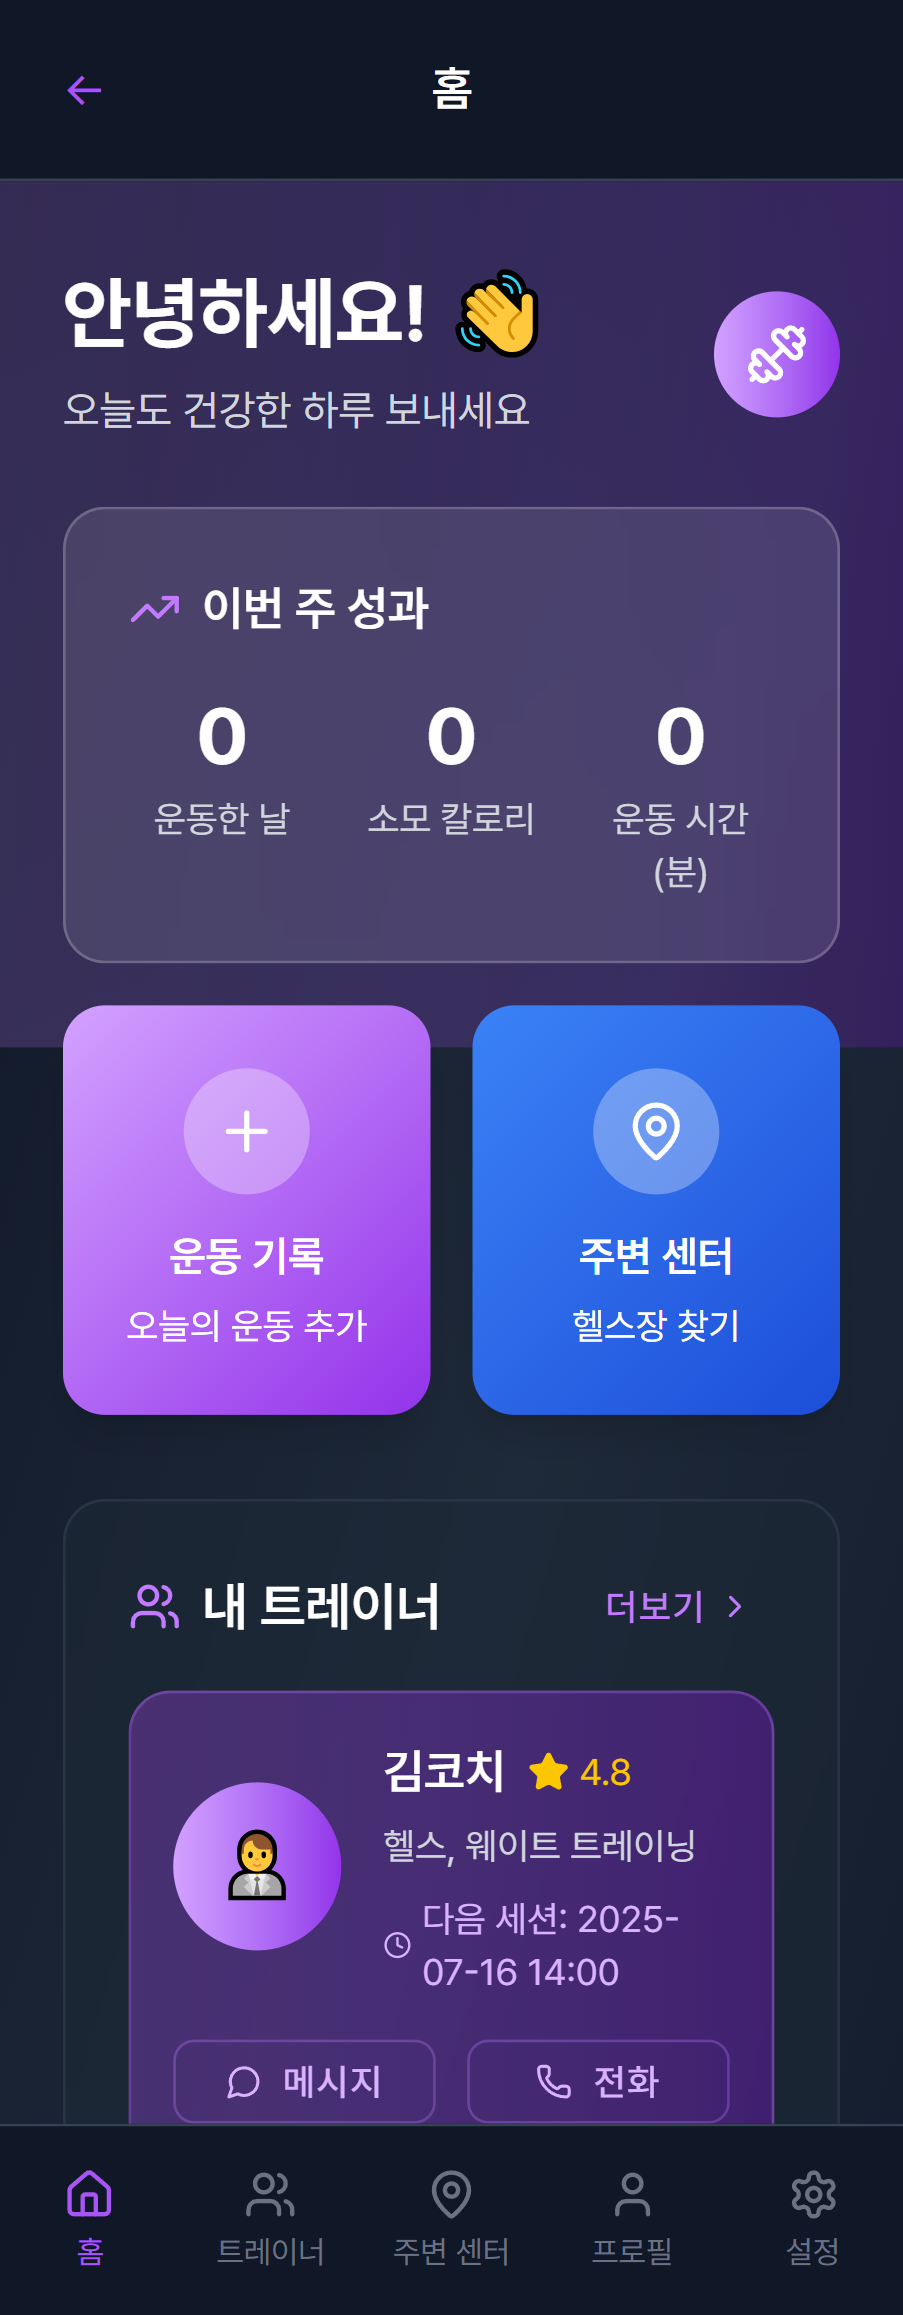 홈
안녕하세요! 👋
오늘도 건강한 하루 보내세요
이번 주 성과
0 0 0
운동한 날 소모 칼로리 운동 시간
(분)
운동 기록 주변 센터
오늘의 운동 추가 헬스장 찾기
내 트레이너 더보기
김코치 4.8
헬스, 웨이트 트레이닝
다음 세션: 2025-
07-16 14:00
메시지 전화
홈 트레이너 주변 센터 프로필 설정